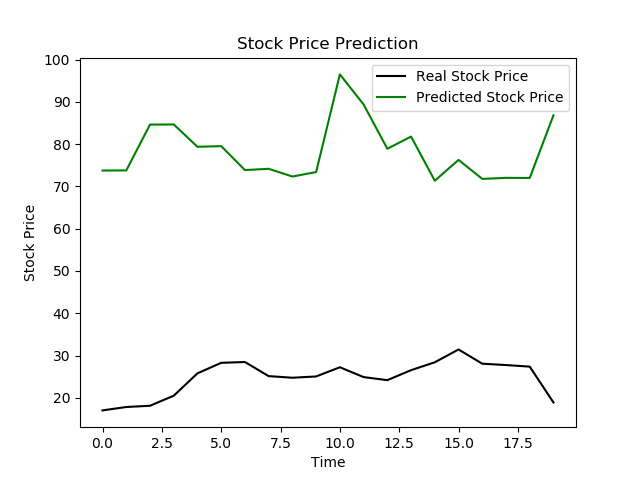 Stock Price Prediction
Real Stock Price
Predicted Stock Price
Stock Price
100
90
80
70
60
50
40
30
20
0.0 2.5 5.0 7.5 10.0 12.5 15.0 17.5
Time